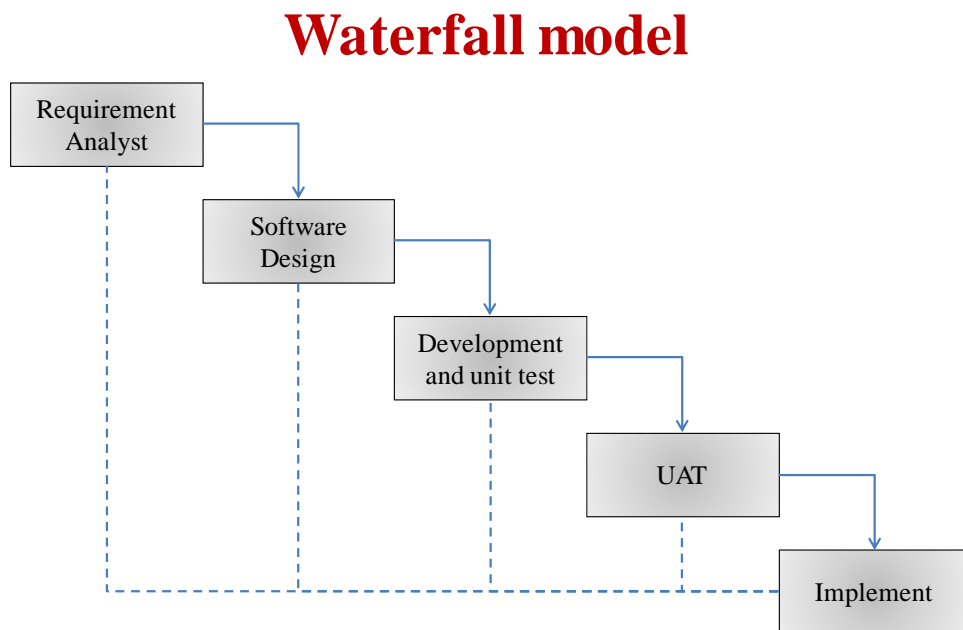 Waterfall model
Requirement
Analyst
Software
Design
Development
and unit test
UAT
Implement